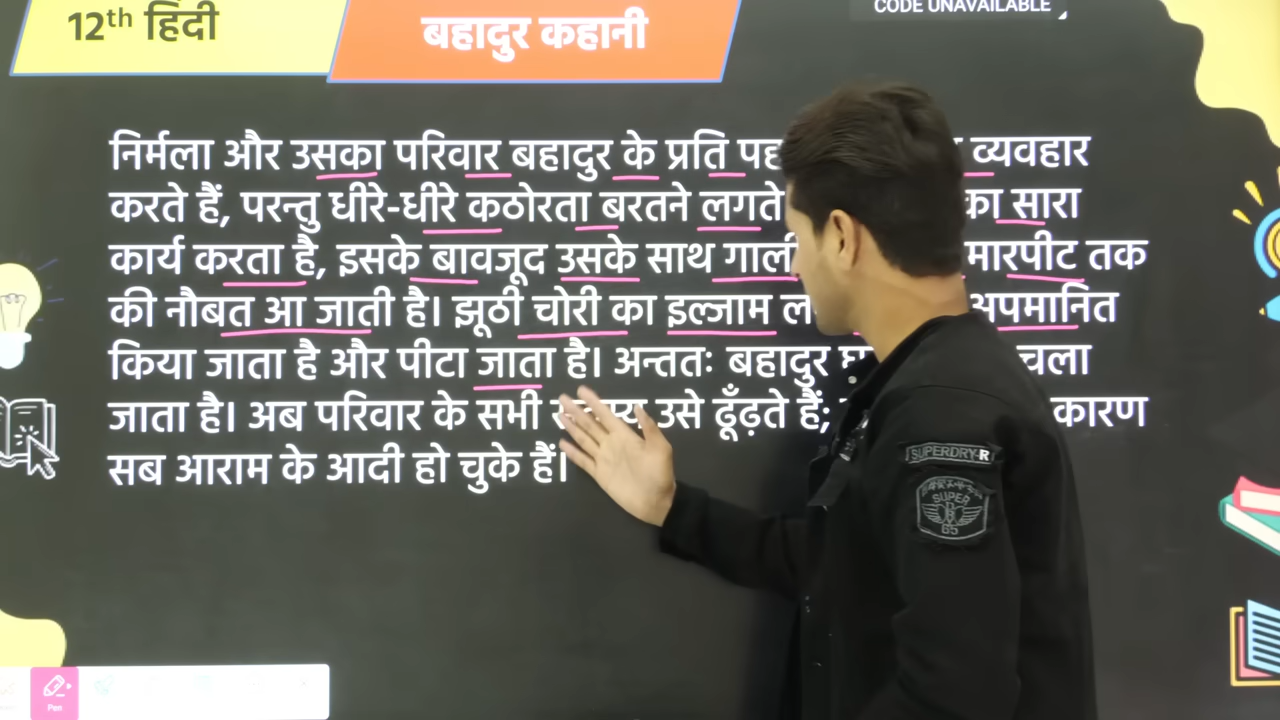 12th हिंदी
बहादुर कहानी
CODE UNAVAILABLE
निर्मला और उसका परिवार बहादुर के प्रति व्यवहार
करते हैं, परन्तु धीरे-धीरे कठोरता बरतने लगते का सारा
कार्य करता है, इसके बावजूद उसके साथ गाली मारपीट तक
की नौबत आ जाती है। झूठी चोरी का इल्जाम अपमानित
किया जाता है और पीटा जाता है। अन्ततः बहादुर चला
जाता है। अब परिवार के सभी उसे ढूँढ़ते हैं; कारण
सब आराम के आदी हो चुके हैं।
SUPERDRY-R
SUPER
65
Pen